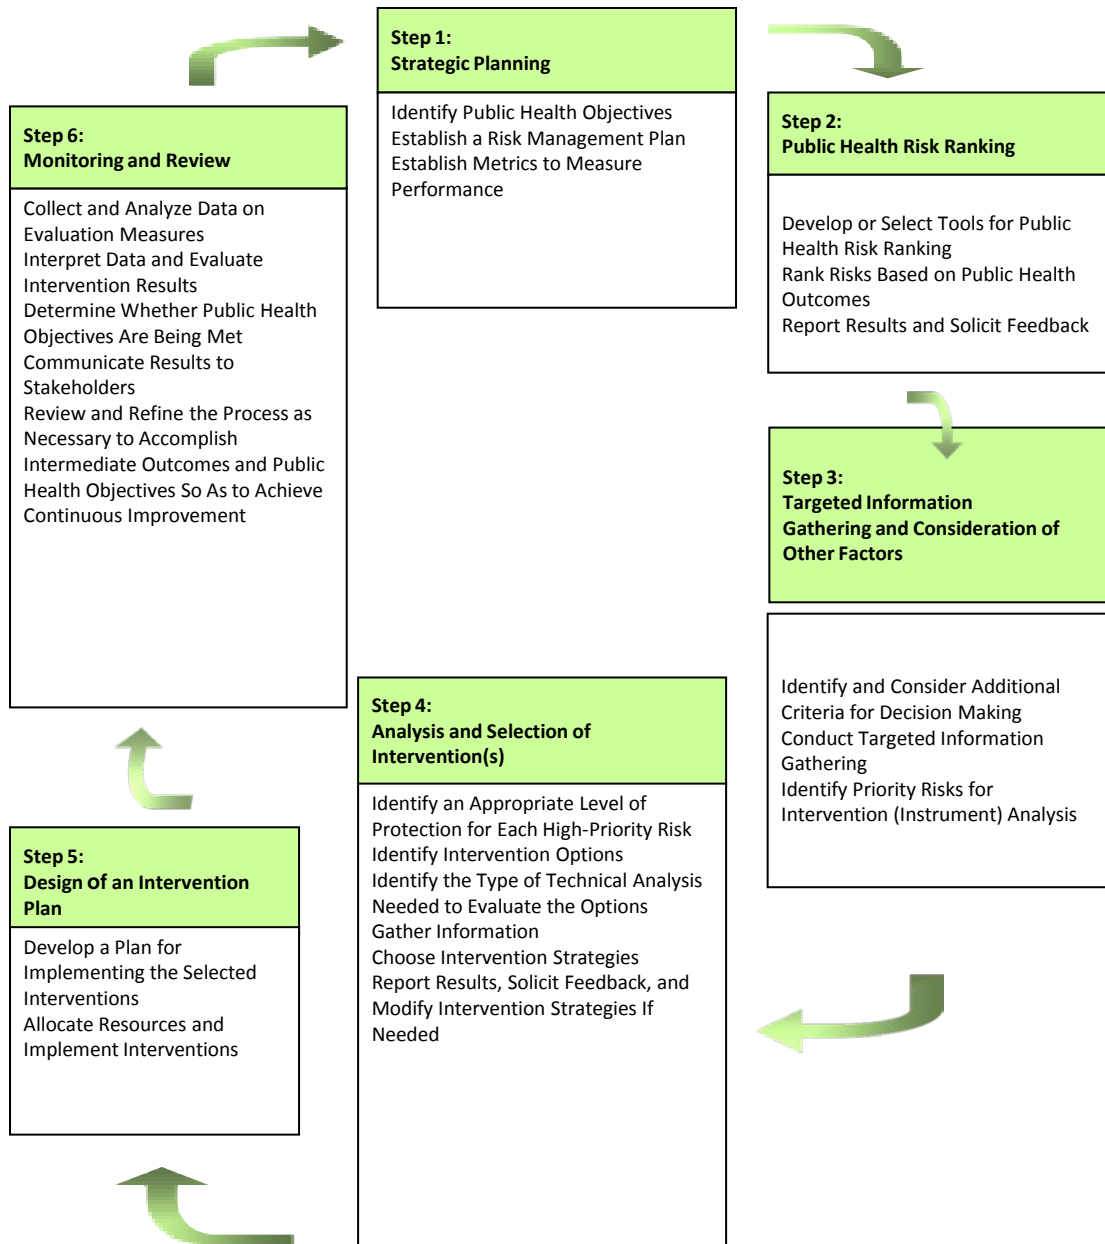 Step 1:
Strategic Planning
Identify Public Health Objectives
Establish a Risk Management Plan
Establish Metrics to Measure
Performance
Step 2:
Public Health Risk Ranking
Develop or Select Tools for Public
Health Risk Ranking
Rank Risks Based on Public Health
Outcomes
Report Results and Solicit Feedback
Step 3:
Targeted Information
Gathering and Consideration of
Other Factors
Identify and Consider Additional
Criteria for Decision Making
Conduct Targeted Information
Gathering
Identify Priority Risks for
Intervention (Instrument) Analysis
Step 4:
Analysis and Selection of
Intervention(s)
Identify an Appropriate Level of
Protection for Each High-Priority Risk
Identify Intervention Options
Identify the Type of Technical Analysis
Needed to Evaluate the Options
Gather Information
Choose Intervention Strategies
Report Results, Solicit Feedback, and
Modify Intervention Strategies If
Needed
Step 5:
Design of an Intervention
Plan
Develop a Plan for
Implementing the Selected
Interventions
Allocate Resources and
Implement Interventions
Step 6:
Monitoring and Review
Collect and Analyze Data on
Evaluation Measures
Interpret Data and Evaluate
Intervention Results
Determine Whether Public Health
Objectives Are Being Met
Communicate Results to
Stakeholders
Review and Refine the Process as
Necessary to Accomplish
Intermediate Outcomes and Public
Health Objectives So As to Achieve
Continuous Improvement